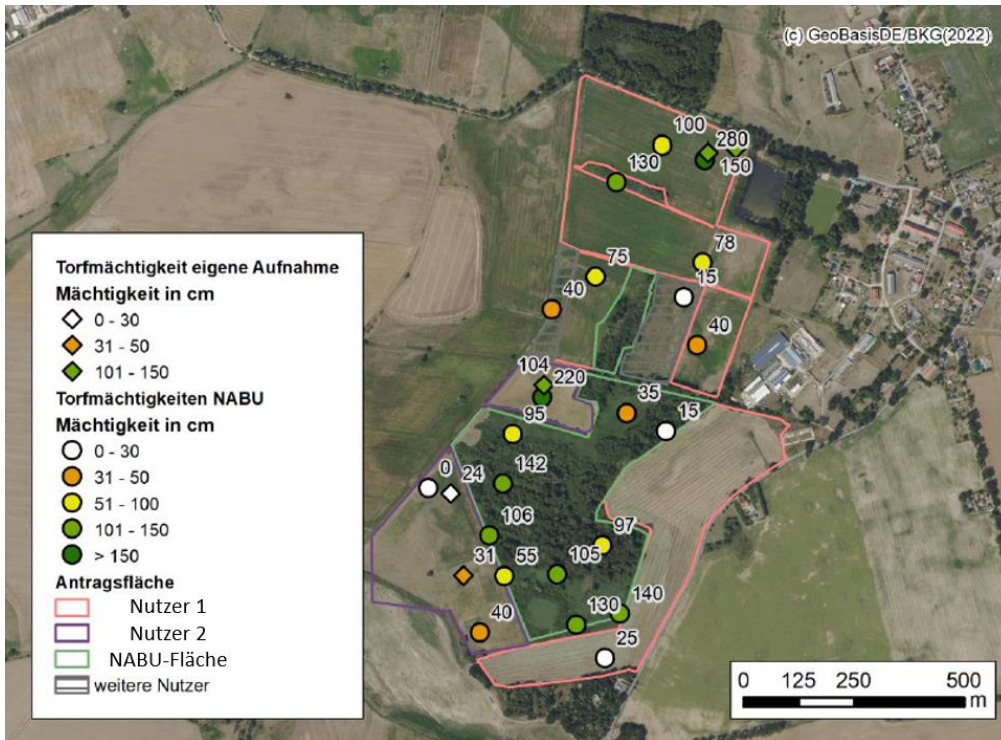 (c) GeoBasisDE/BKG(2022)
100
280
130
150
78
75
15
40
40
104
220
35
95
15
0
24
142
106
97
31
55
105
40
130
140
25
Torfmächtigkeit eigene Aufnahme
Mächtigkeit in cm
0 - 30
31 - 50
101 - 150
Torfmächtigkeiten NABU
Mächtigkeit in cm
0 - 30
31 - 50
51 - 100
101 - 150
> 150
Antragsfläche
Nutzer 1
Nutzer 2
NABU-Fläche
weitere Nutzer
0 125 250 500
m